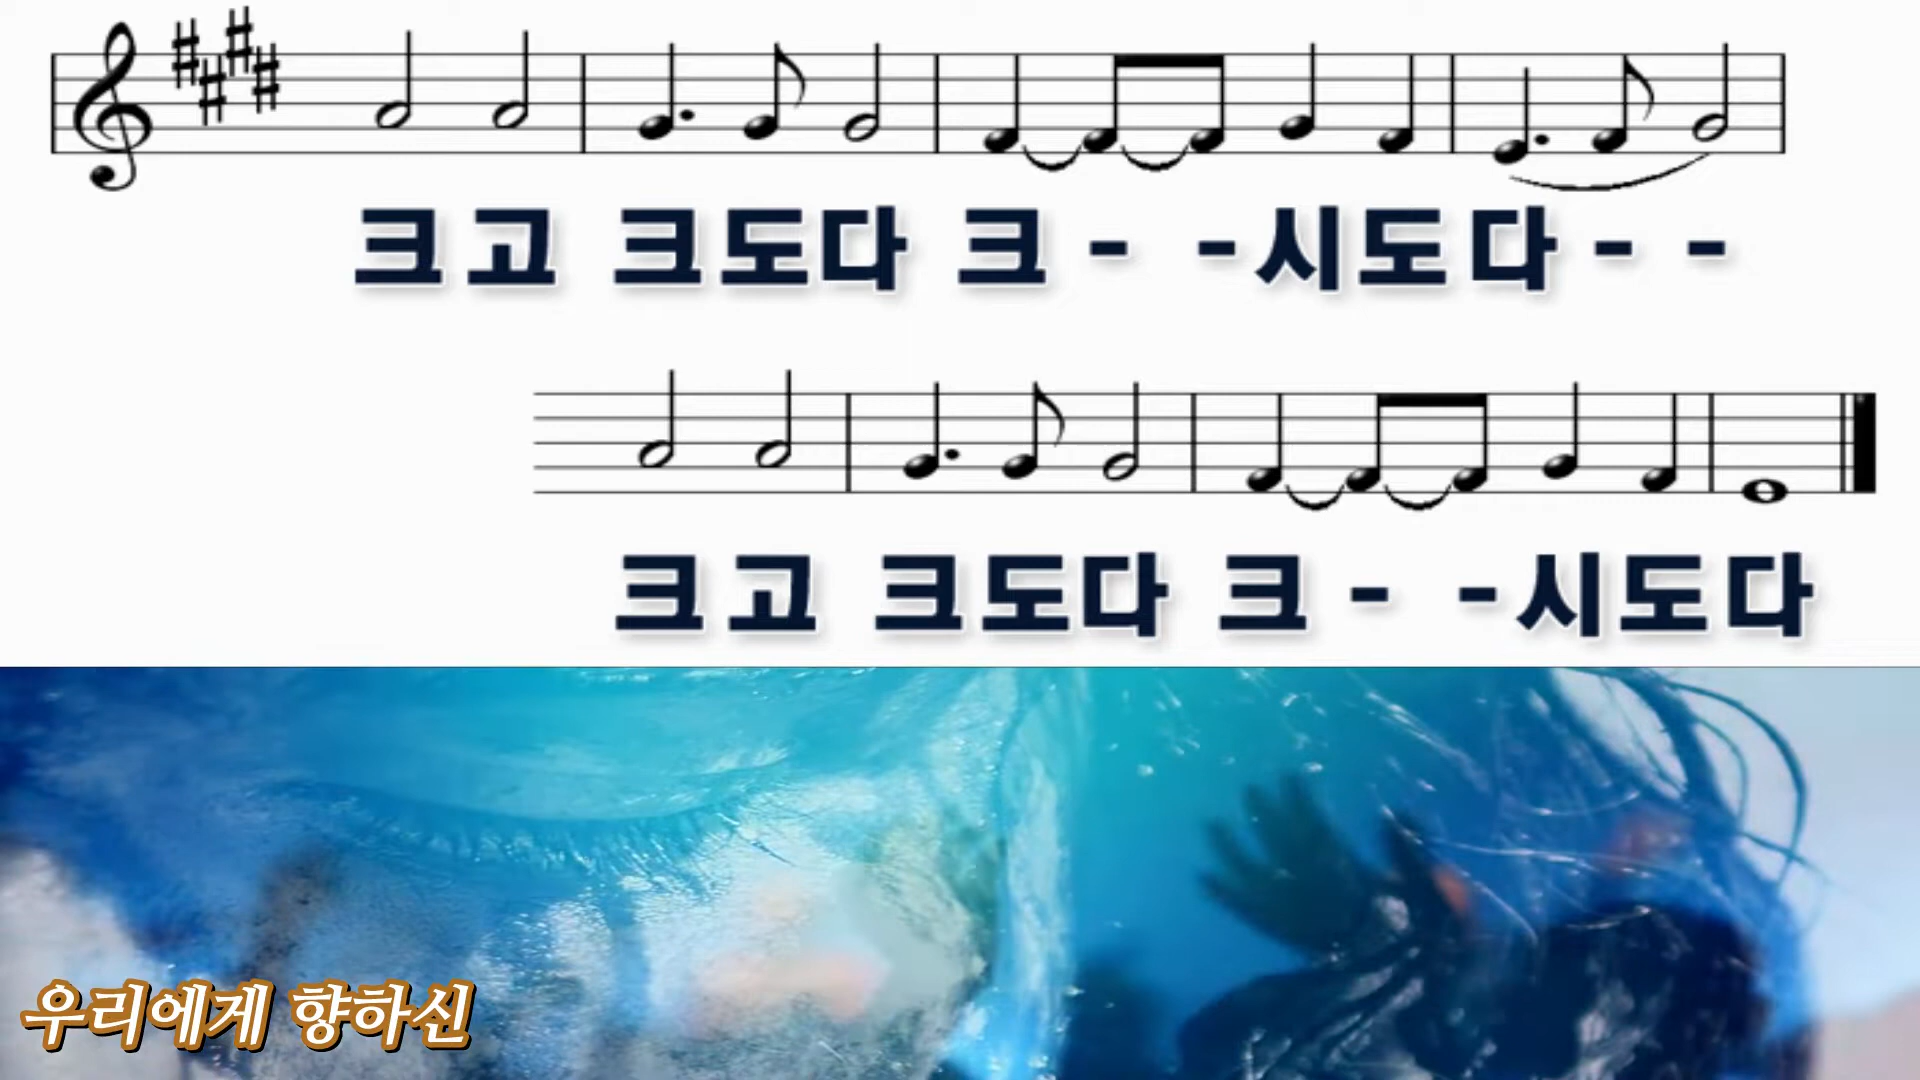 크고 크도다 크 - -시도다 - -
크고 크도다 크 - -시도다
우리에게 향하신